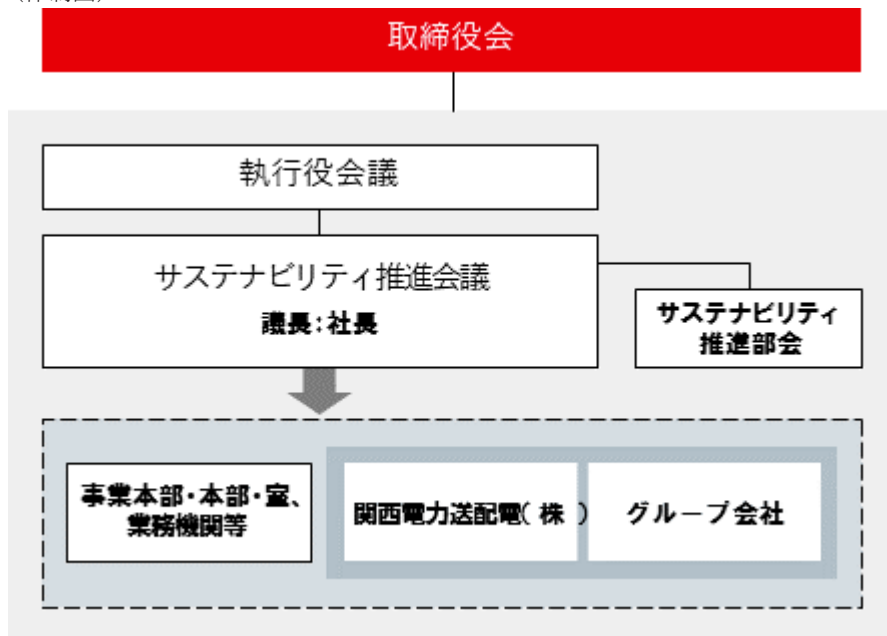 取締役会
執行役会議
サステナビリティ推進会議
議長：社長
サステナビリティ
推進部会
事業本部・本部・室、
業務機関等
関西電力送配電(株)
グループ会社